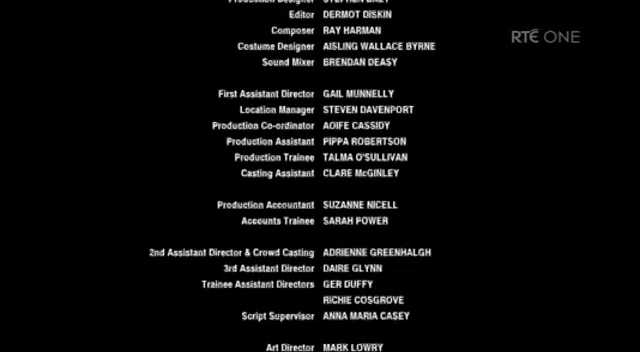 Production Designer STEPHEN DALY
Editor DERMOT DISKIN
Composer RAY HARMAN
Costume Designer AISLING WALLACE BYRNE
Sound Mixer BRENDAN DEASY
RTÉ ONE
First Assistant Director GAIL MUNNELLY
Location Manager STEVEN DAVENPORT
Production Co-ordinator AOIFE CASSIDY
Production Assistant PIPPA ROBERTSON
Production Trainee TALMA O'SULLIVAN
Casting Assistant CLARE McGINLEY
Production Accountant SUZANNE NICELL
Accounts Trainee SARAH POWER
2nd Assistant Director & Crowd Casting ADRIENNE GREENHALGH
3rd Assistant Director DAIRE GLYNN
Trainee Assistant Directors GER DUFFY
RICHIE COSGROVE
Script Supervisor ANNA MARIA CASEY
Art Director MARK LOWRY